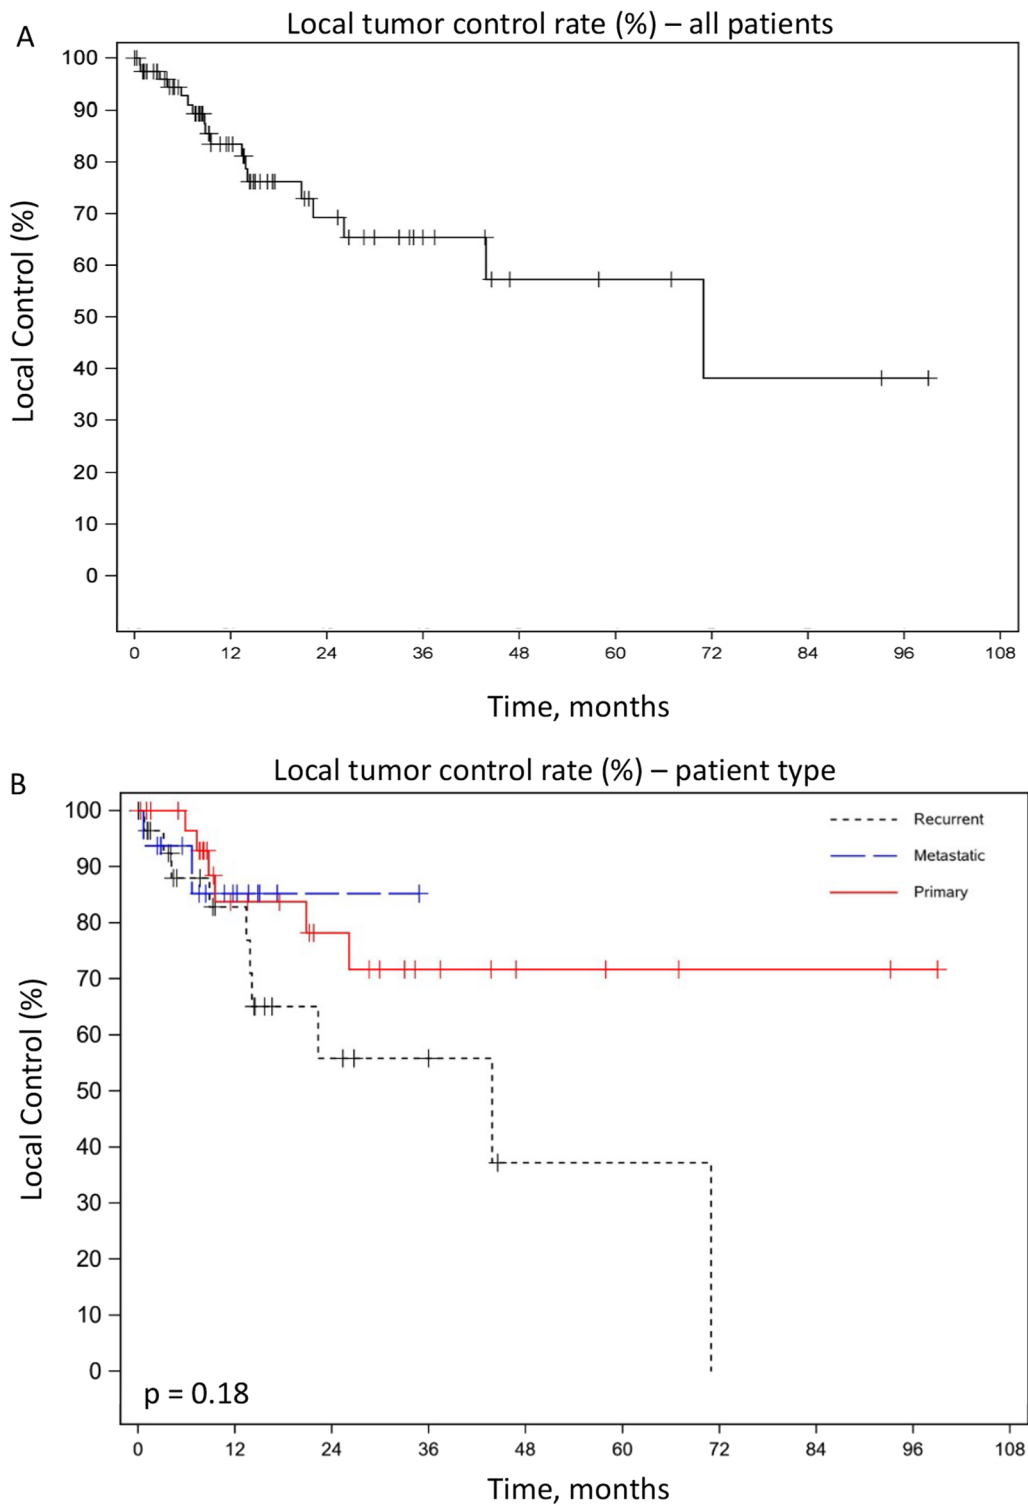 A
Local tumor control rate (%) – all patients
Local Control (%)
100
90
80
70
60
50
40
30
20
10
0
0 12 24 36 48 60 72 84 96 108
Time, months
B
Local tumor control rate (%) – patient type
Local Control (%)
100
90
80
70
60
50
40
30
20
10
0
Recurrent
Metastatic
Primary
p = 0.18
0 12 24 36 48 60 72 84 96 108
Time, months